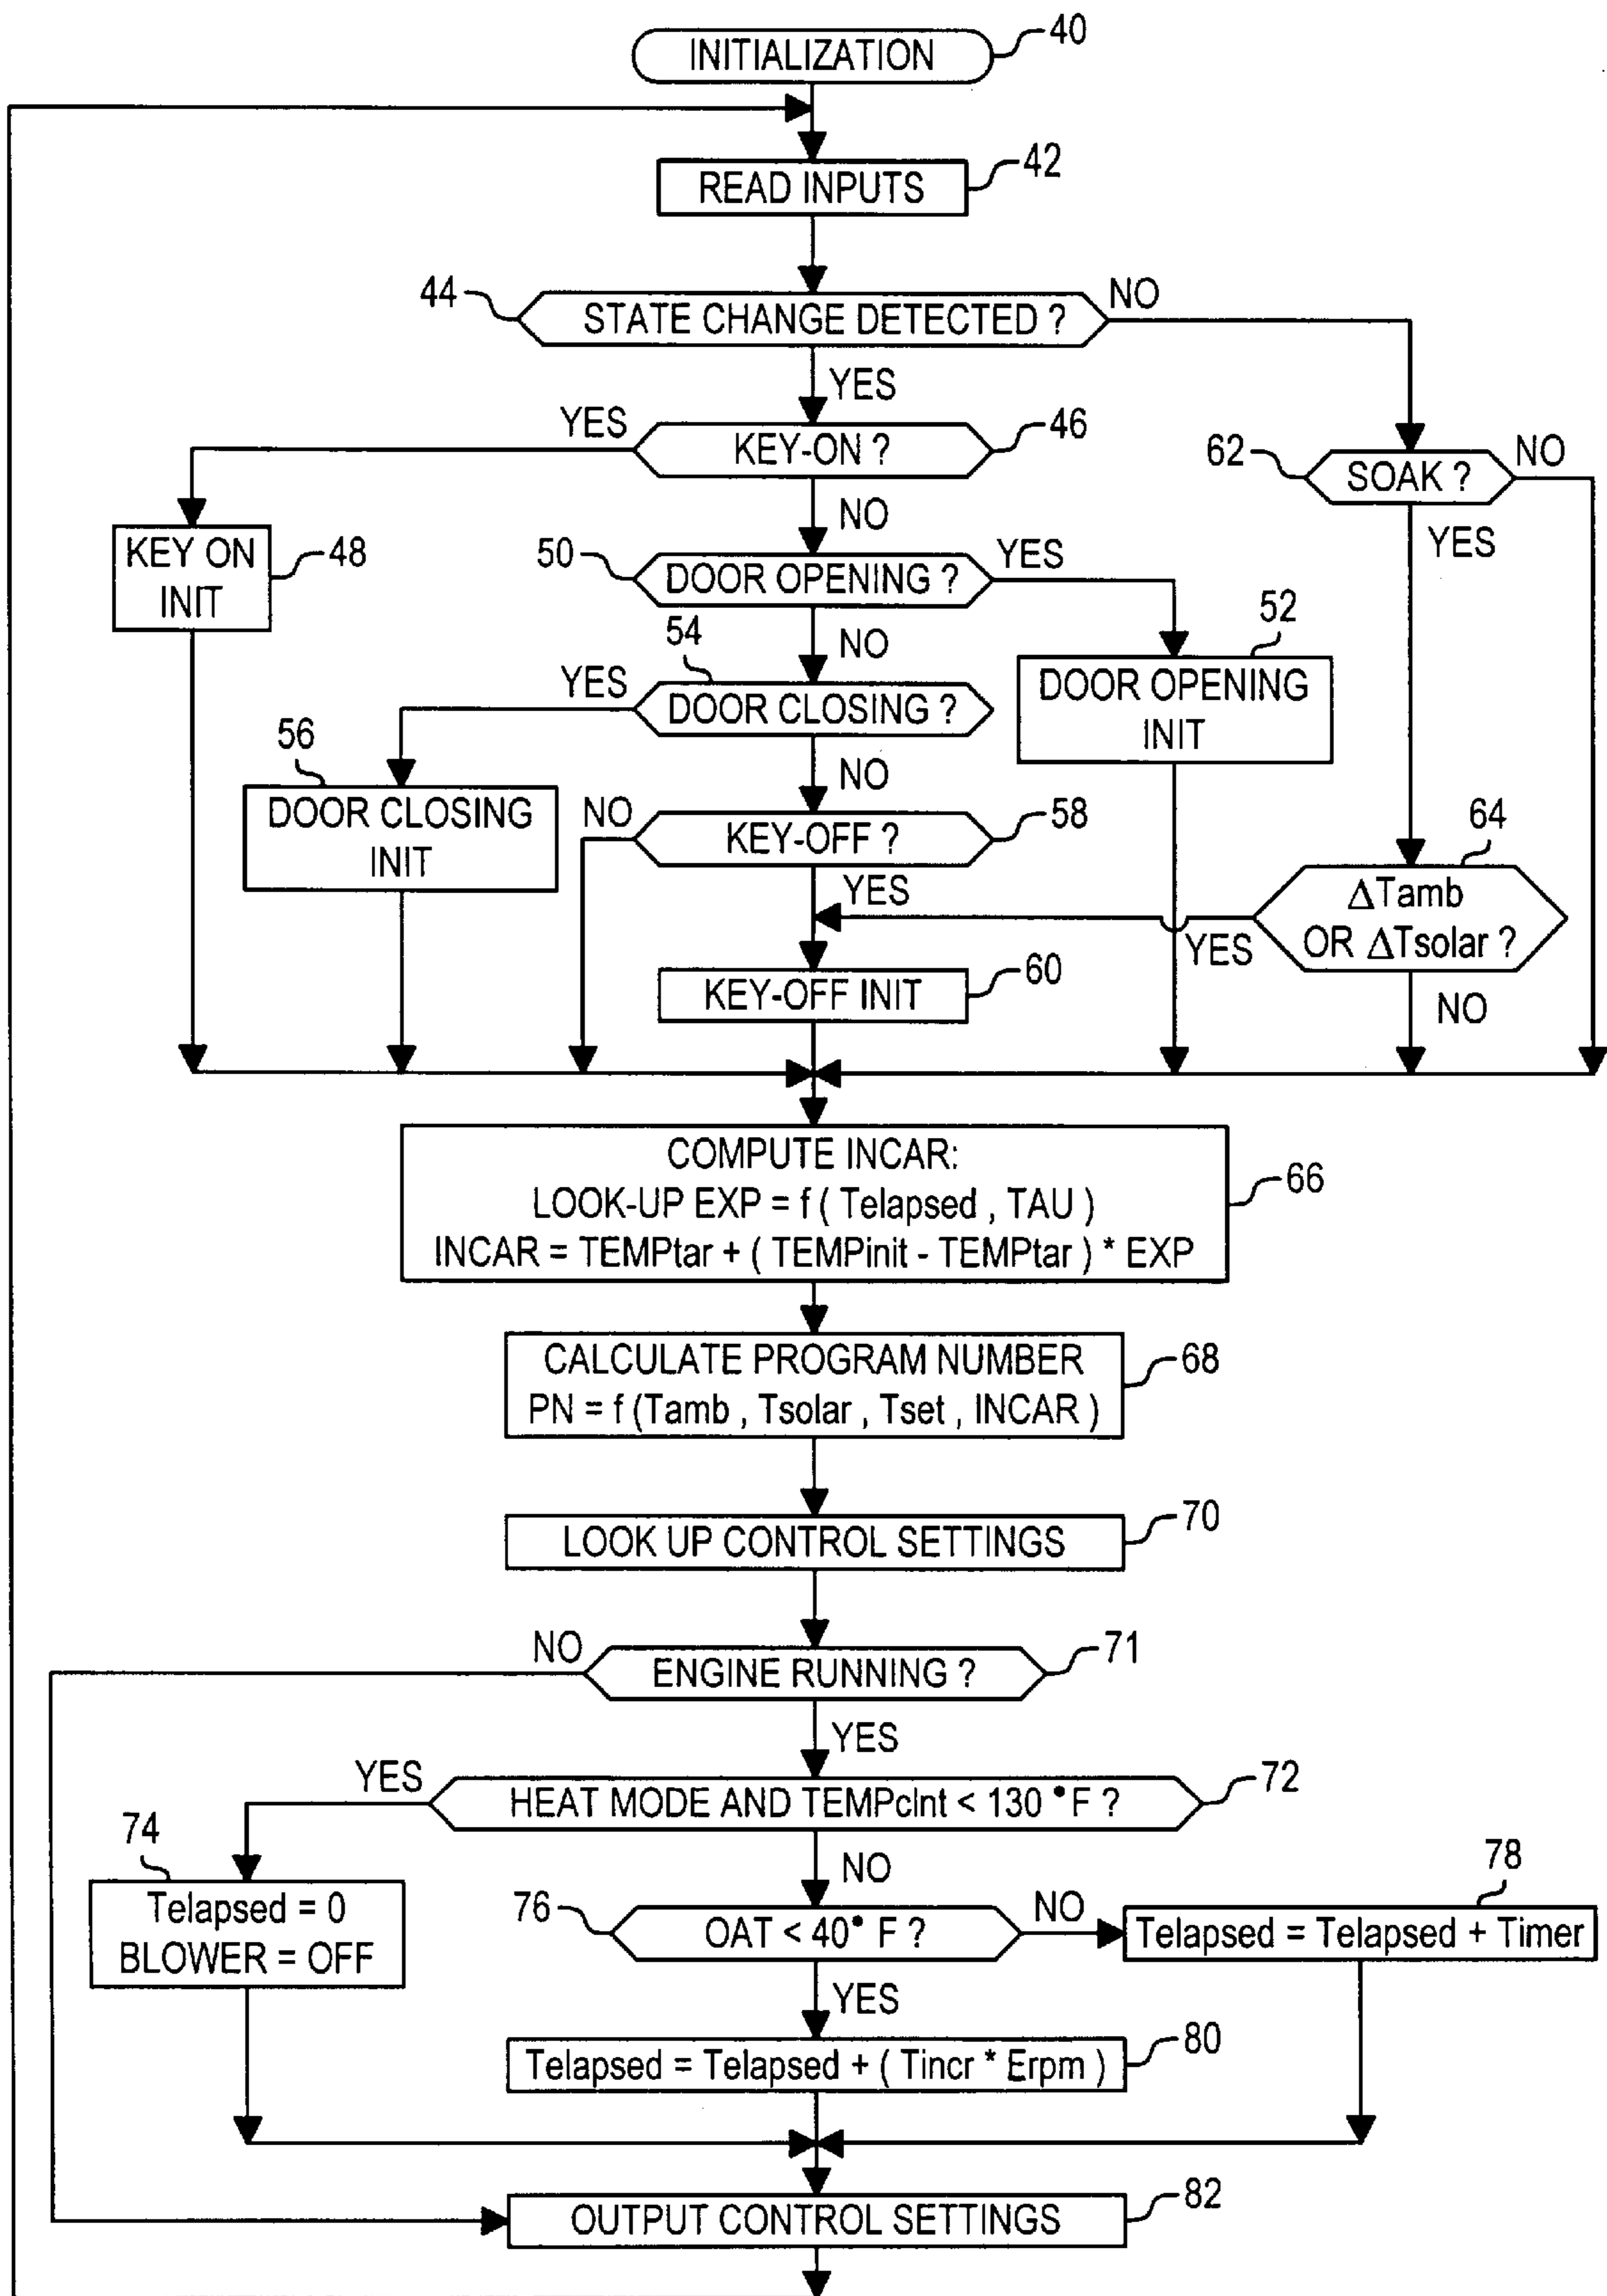 INITIALIZATION
40
READ INPUTS
42
44
STATE CHANGE DETECTED ?
NO
YES
YES
KEY-ON ?
46
62
SOAK ?
NO
NO
YES
KEY ON
INIT
48
50
DOOR OPENING ?
YES
52
DOOR OPENING
INIT
54
NO
YES
DOOR CLOSING ?
56
DOOR CLOSING
INIT
NO
NO
KEY-OFF ?
58
64
ΔTamb
OR ΔTsolar ?
YES
YES
KEY-OFF INIT
60
NO
COMPUTE INCAR:
LOOK-UP EXP = f ( Telapsed , TAU )
INCAR = TEMPtar + ( TEMPinit - TEMPtar ) * EXP
66
CALCULATE PROGRAM NUMBER
PN = f (Tamb , Tsolar , Tset , INCAR )
68
LOOK UP CONTROL SETTINGS
70
NO
ENGINE RUNNING ?
71
YES
YES
HEAT MODE AND TEMPclnt < 130 °F ?
72
74
Telapsed = 0
BLOWER = OFF
NO
76
OAT < 40° F ?
NO
78
Telapsed = Telapsed + Timer
YES
Telapsed = Telapsed + ( Tincr * Erpm )
80
OUTPUT CONTROL SETTINGS
82